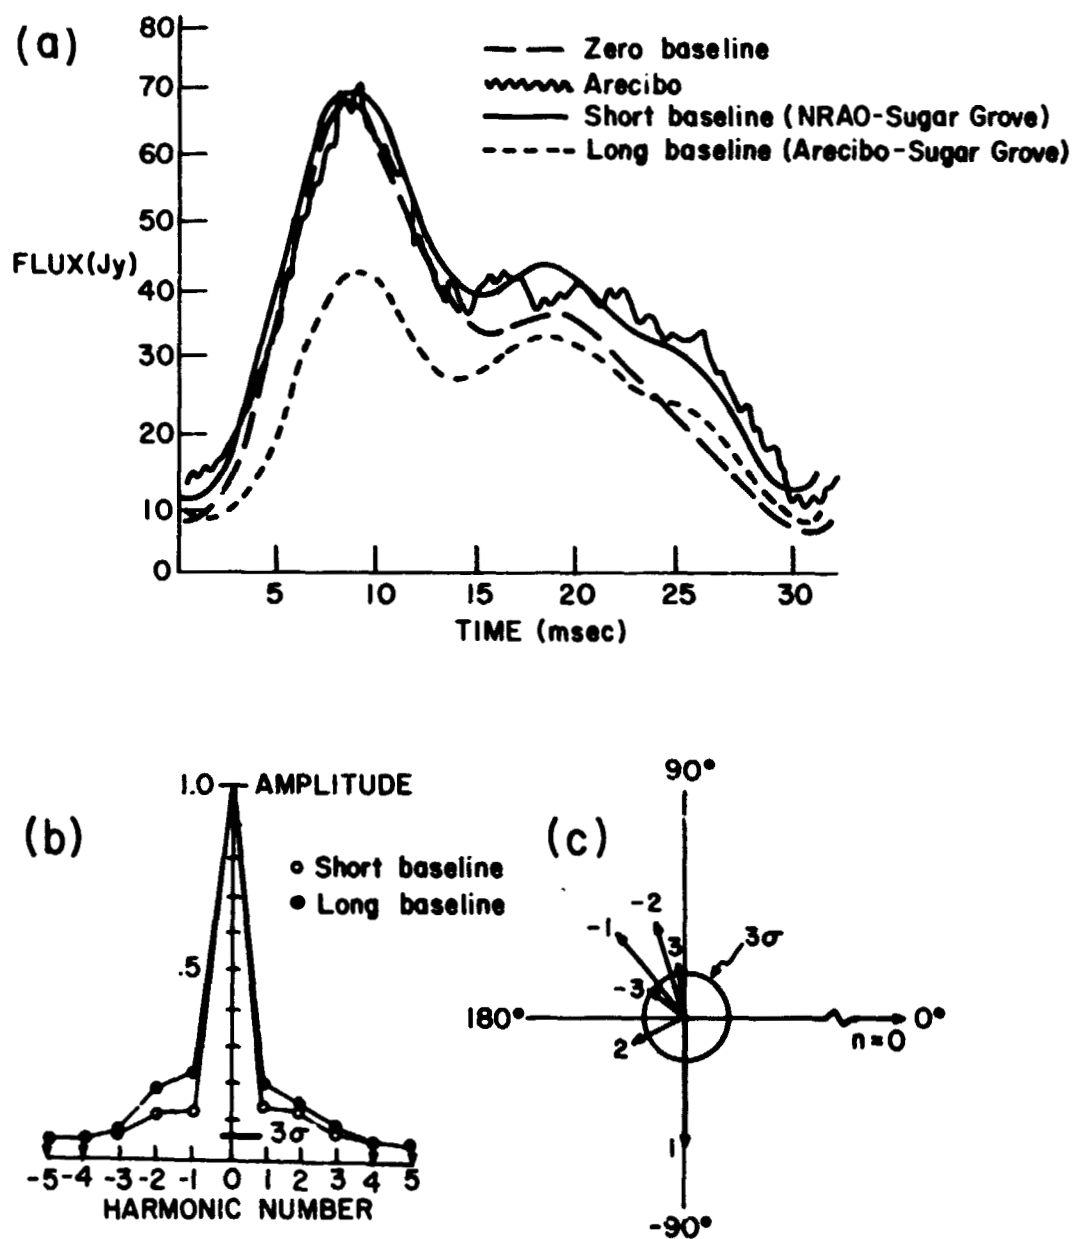 (a)
80
70
60
50
FLUX(Jy)
40
30
20
10
0
5 10 15 20 25 30
TIME (msec)
Zero baseline
Arecibo
Short baseline (NRAO-Sugar Grove)
Long baseline (Arecibo-Sugar Grove)
(b)
1.0 AMPLITUDE
Short baseline
Long baseline
.5
3σ
-5 -4 -3 -2 -1 0 1 2 3 4 5
HARMONIC NUMBER
(c)
90°
-2
-1
3
3σ
-3
180° 0°
n=0
2
1
-90°